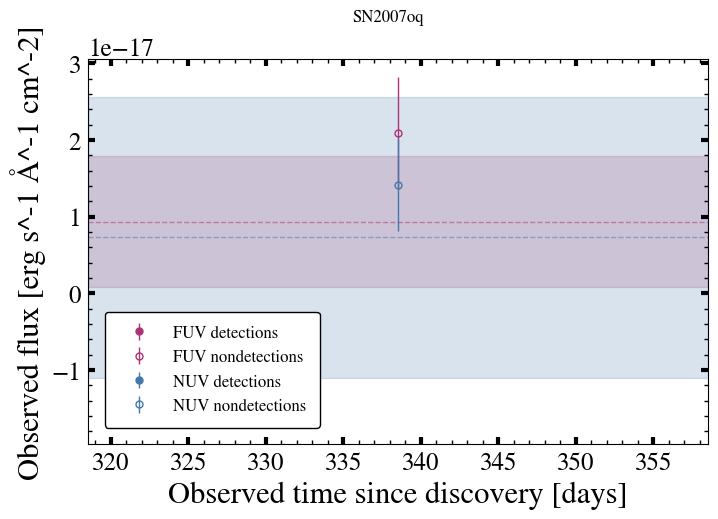 SN2007oq
1e−17
3
2
1
0
−1
Observed flux [erg s^-1 Å^-1 cm^-2]
FUV detections
FUV nondetections
NUV detections
NUV nondetections
320 325 330 335 340 345 350 355
Observed time since discovery [days]